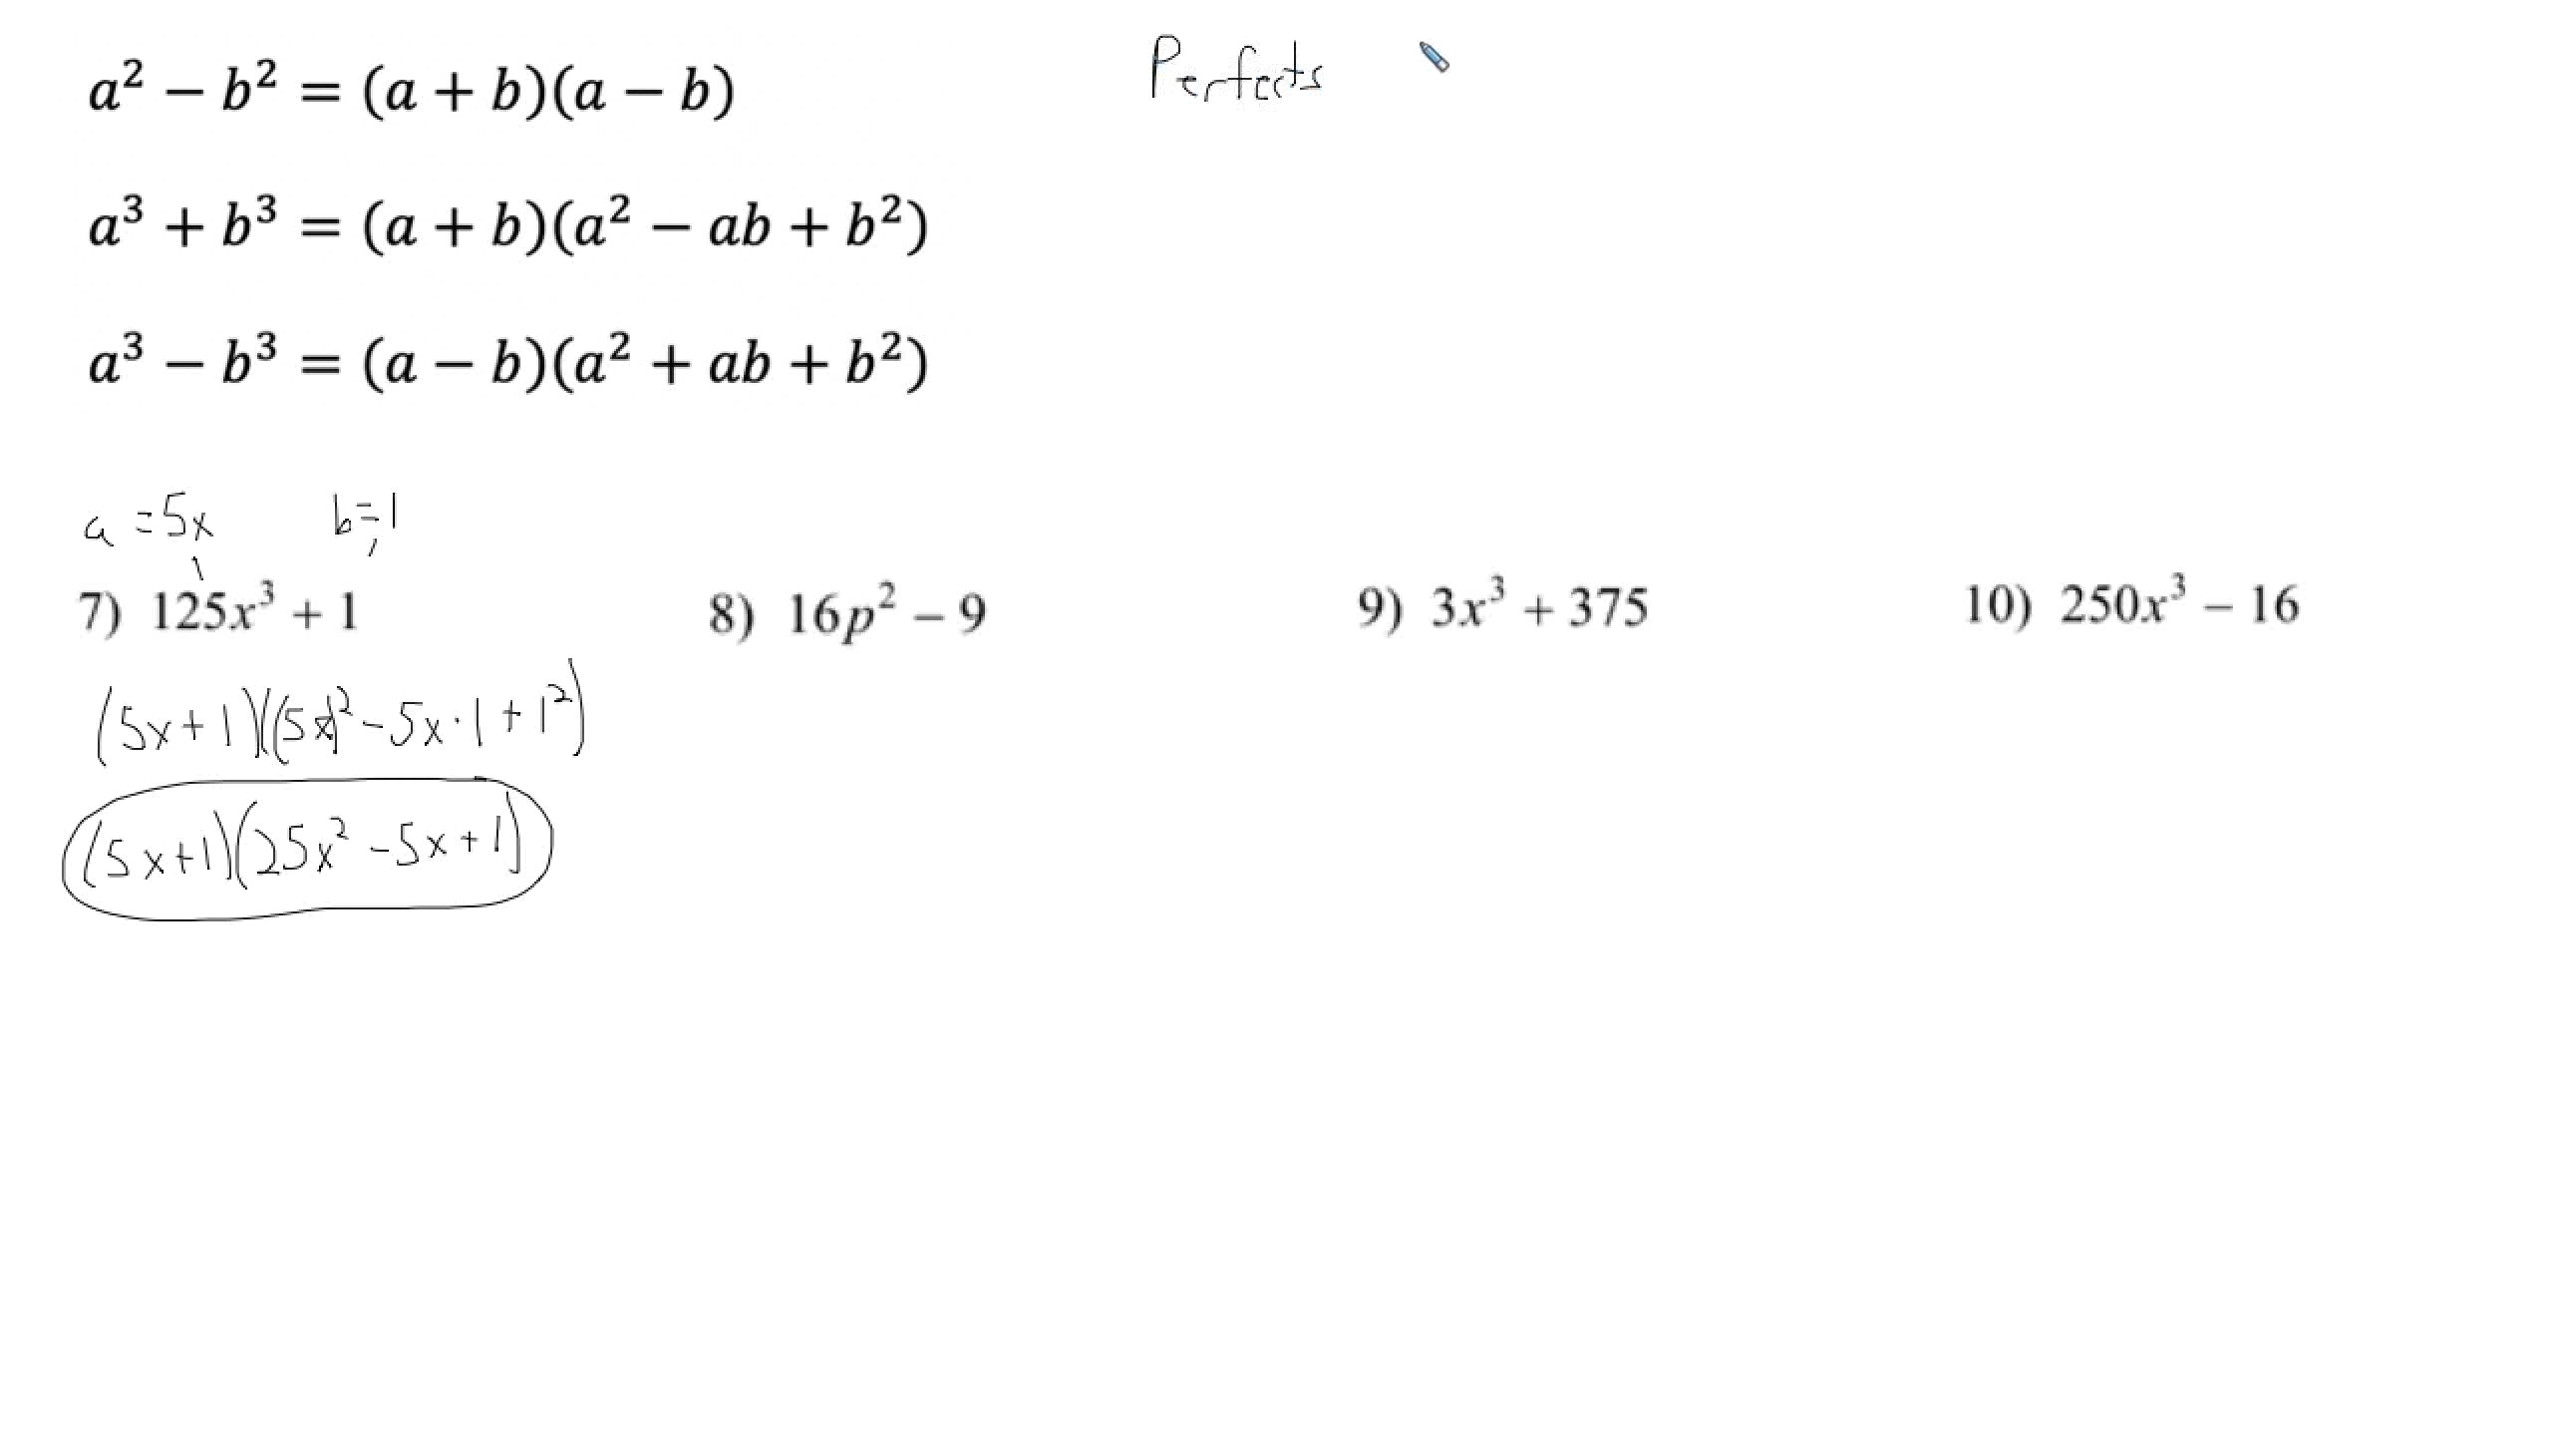 a² − b² = (a + b)(a − b)
Perfects
a³ + b³ = (a + b)(a² − ab + b²)
a³ − b³ = (a − b)(a² + ab + b²)
a = 5x b = 1
7) 125x³ + 1
8) 16p² – 9
9) 3x³ + 375
10) 250x³ – 16
(5x+1)((5x)² - 5x · 1 + 1²)
(5x+1)(25x² - 5x + 1)